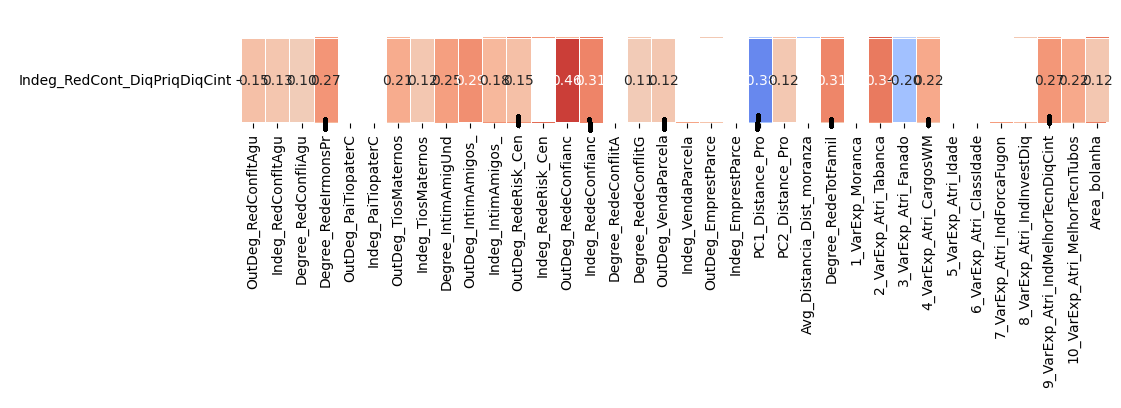 Indeg_RedCont_DiqPriqDiqCint
0.15 0.13 0.10 0.27 0.21 0.12 0.25 0.29 0.18 0.15 0.46 0.31 0.11 0.12 0.12 0.31 0.20 0.22 0.27 0.22 0.12
OutDeg_RedConfltAgu
Indeg_RedConfltAgu
Degree_RedConfliAgu
Degree_RedeIrmonsPr
OutDeg_PaiTiopaterC
Indeg_PaiTiopaterC
OutDeg_TiosMaternos
Indeg_TiosMaternos
Degree_IntimAmigUnd
OutDeg_IntimAmigos_
Indeg_IntimAmigos_
OutDeg_RedeRisk_Cen
Indeg_RedeRisk_Cen
OutDeg_RedeConfianc
Indeg_RedeConfianc
Degree_RedeConflitA
Degree_RedeConflitG
OutDeg_VendaParcela
Indeg_VendaParcela
OutDeg_EmprestParce
Indeg_EmprestParce
PC1_Distance_Pro
PC2_Distance_Pro
Avg_Distancia_Dist_moranza
Degree_RedeTotFamil
1_VarExp_Moranca
2_VarExp_Atri_Tabanca
3_VarExp_Atri_Fanado
4_VarExp_Atri_CargosWM
5_VarExp_Atri_Idade
6_VarExp_Atri_ClassIdade
7_VarExp_Atri_IndForcaFugon
8_VarExp_Atri_IndInvestDiq
9_VarExp_Atri_IndMelhorTecnDiqCint
10_VarExp_Atri_MelhorTecnTubos
Area_bolanha